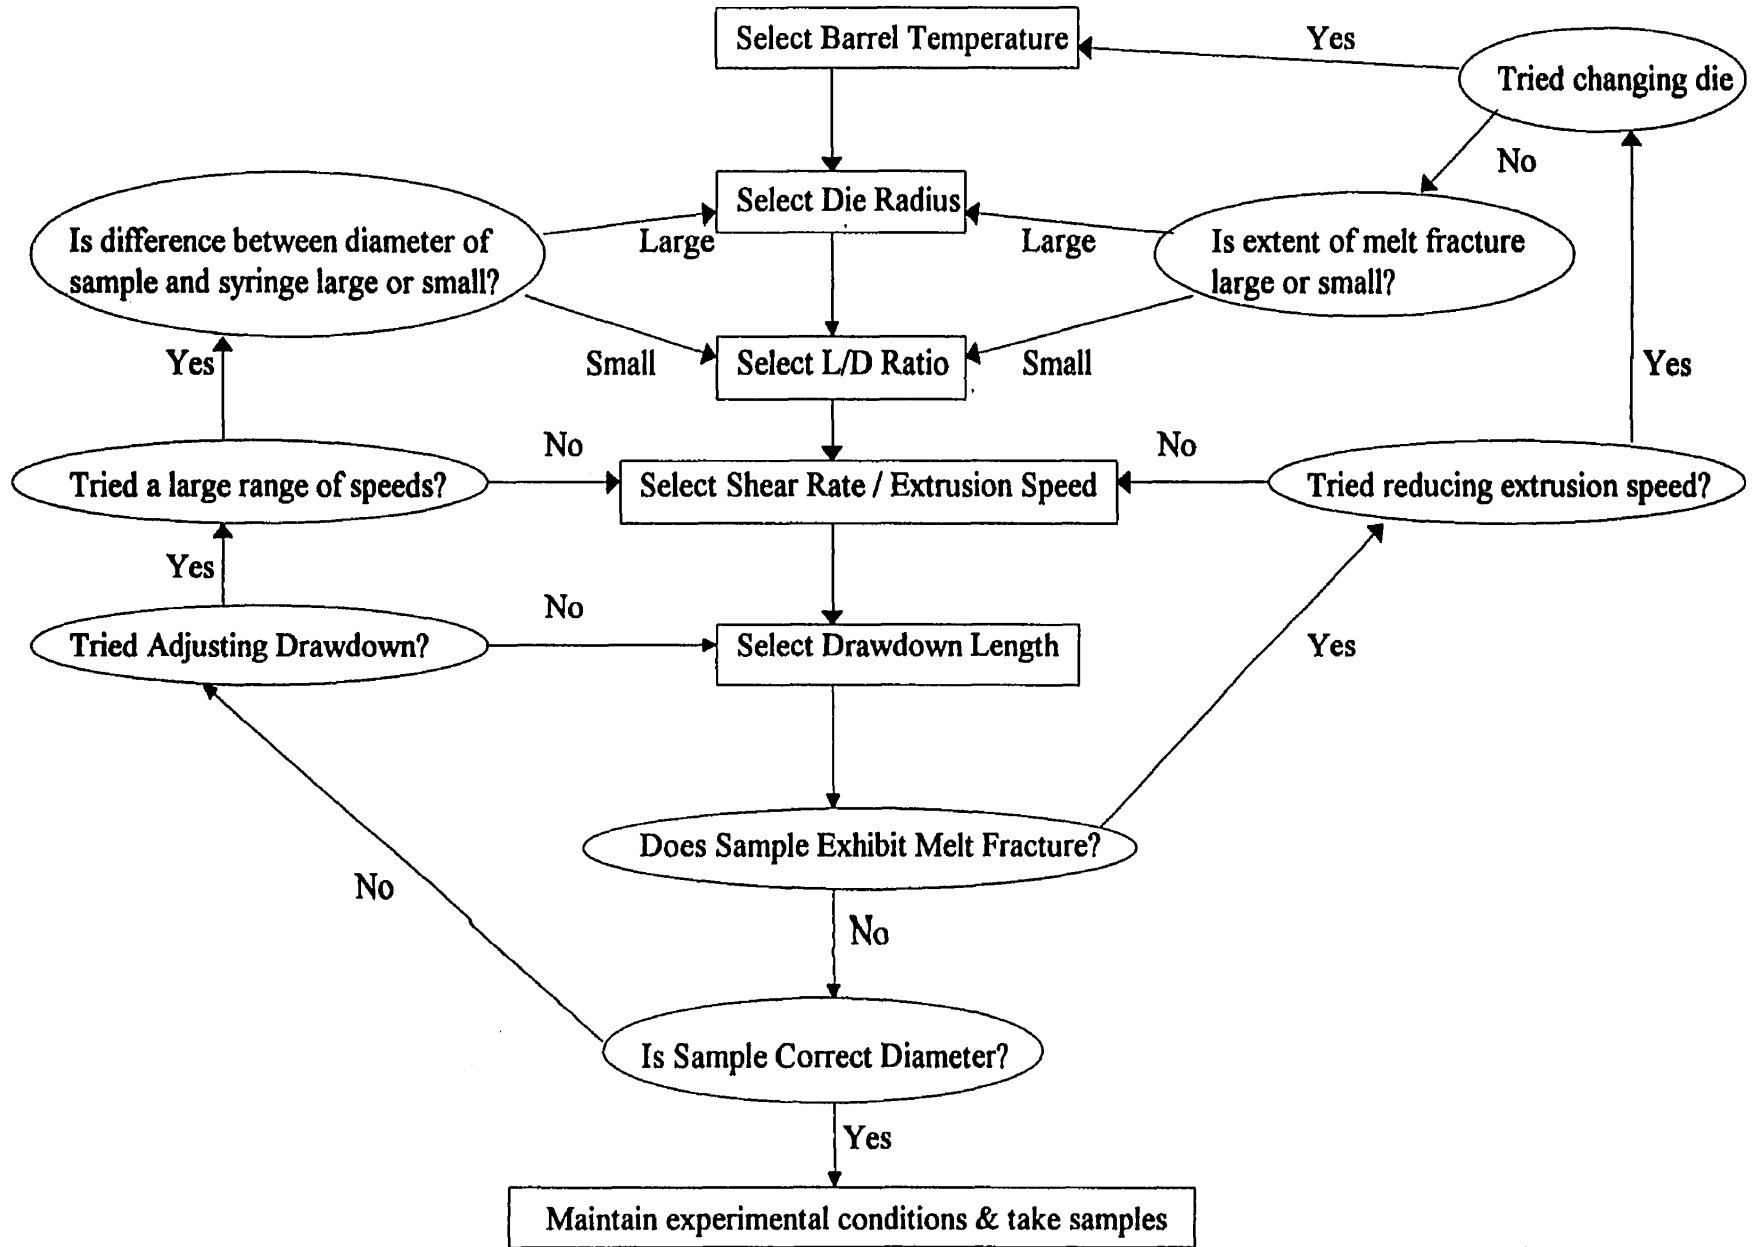 Select Barrel Temperature
Yes
Tried changing die
No
Select Die Radius
Is difference between diameter of
sample and syringe large or small?
Large
Large
Is extent of melt fracture
large or small?
Yes
Small
Select L/D Ratio
Small
Yes
No
No
Tried a large range of speeds?
Select Shear Rate / Extrusion Speed
Tried reducing extrusion speed?
Yes
No
Tried Adjusting Drawdown?
Select Drawdown Length
Yes
Does Sample Exhibit Melt Fracture?
No
No
Is Sample Correct Diameter?
Yes
Maintain experimental conditions & take samples